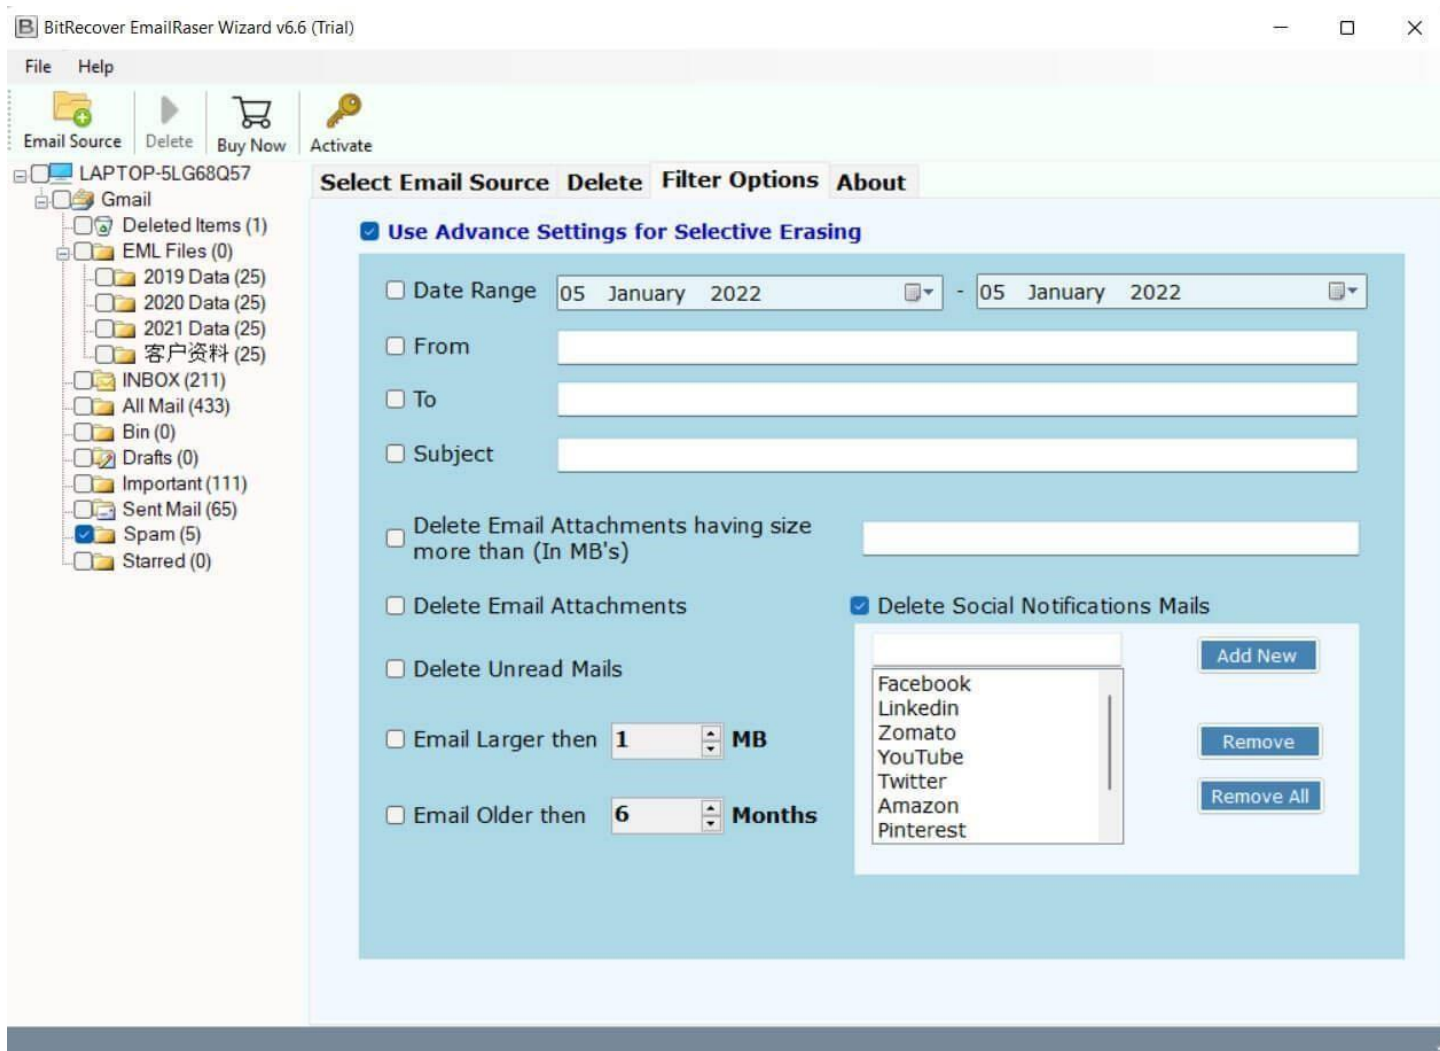 BitRecover EmailRaser Wizard v6.6 (Trial)
File Help
Email Source Delete Buy Now Activate
LAPTOP-5LG68Q57
Gmail
Deleted Items (1)
EML Files (0)
2019 Data (25)
2020 Data (25)
2021 Data (25)
客户资料 (25)
INBOX (211)
All Mail (433)
Bin (0)
Drafts (0)
Important (111)
Sent Mail (65)
Spam (5)
Starred (0)
Select Email Source Delete Filter Options About
Use Advance Settings for Selective Erasing
Date Range 05 January 2022 - 05 January 2022
From
To
Subject
Delete Email Attachments having size
more than (In MB's)
Delete Email Attachments
Delete Unread Mails
Email Larger then 1 MB
Email Older then 6 Months
Delete Social Notifications Mails
Add New
Facebook
Linkedin
Zomato
YouTube
Twitter
Amazon
Pinterest
Remove
Remove All